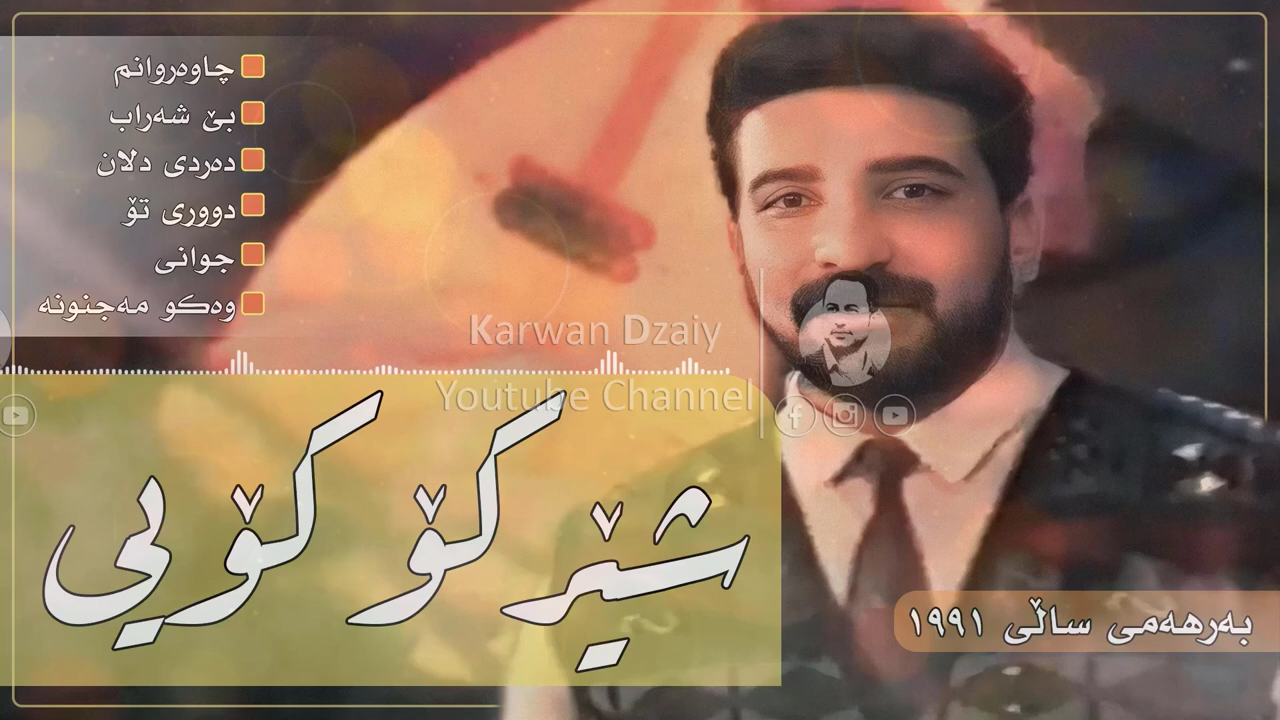 چاوەڕوانم
بێ شەراب
دەردی دلان
دووری تۆ
جوانی
وەکو مەجنونە
Karwan Dzaiy
Youtube Channel
شێرکۆ کۆیی
بەرهەمی ساڵی ١٩٩١